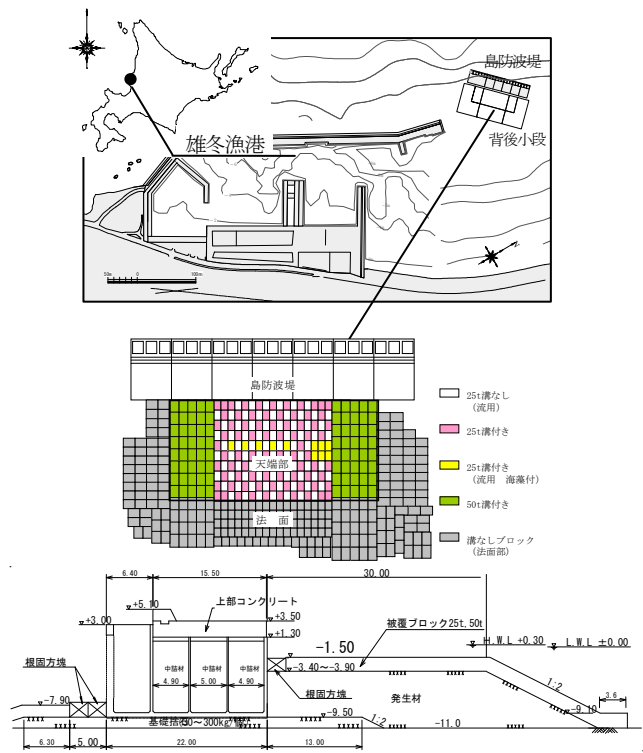 島防波堤
雄冬漁港
背後小段
50m 0 100m
島防波堤
天端部
法　面
25t溝なし
(流用)
25t溝付き
25t溝付き
(流用　海藻付)
50t溝付き
溝なしブロック
(法面部)
6.40 15.50 30.00
+5.10 上部コンクリート
+3.00 +3.50
+1.30
-1.50 被覆ブロック25t,50t H.W.L +0.30 L.W.L ±0.00
中詰材 中詰材 中詰材
4.90 5.00 4.90
-3.40～-3.90
根固方塊 根固方塊 1:2 3.6
-7.90 発生材 -9.10
-9.50 1:2 -11.0
6.30 5.00 22.00 13.00